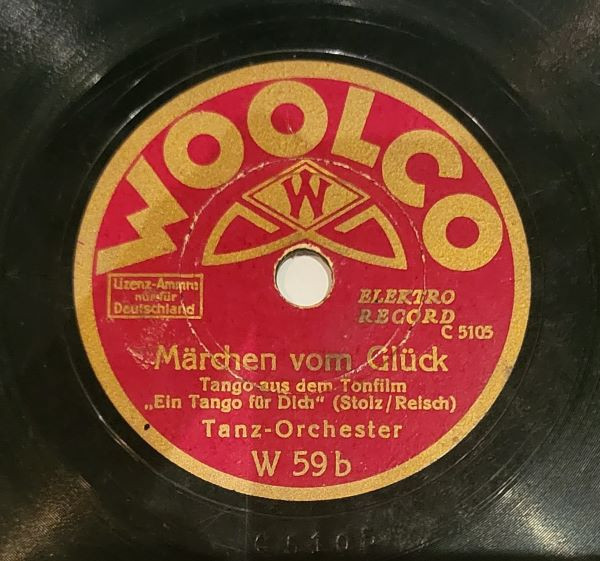 WOOLCO
W
Lizenz-Ammre
nur für
Deutschland
ELEKTRO
RECORD
C 5105
Märchen vom Glück
Tango aus dem Tonfilm
„Ein Tango für Dich“ (Stolz/Reisch)
Tanz-Orchester
W 59 b